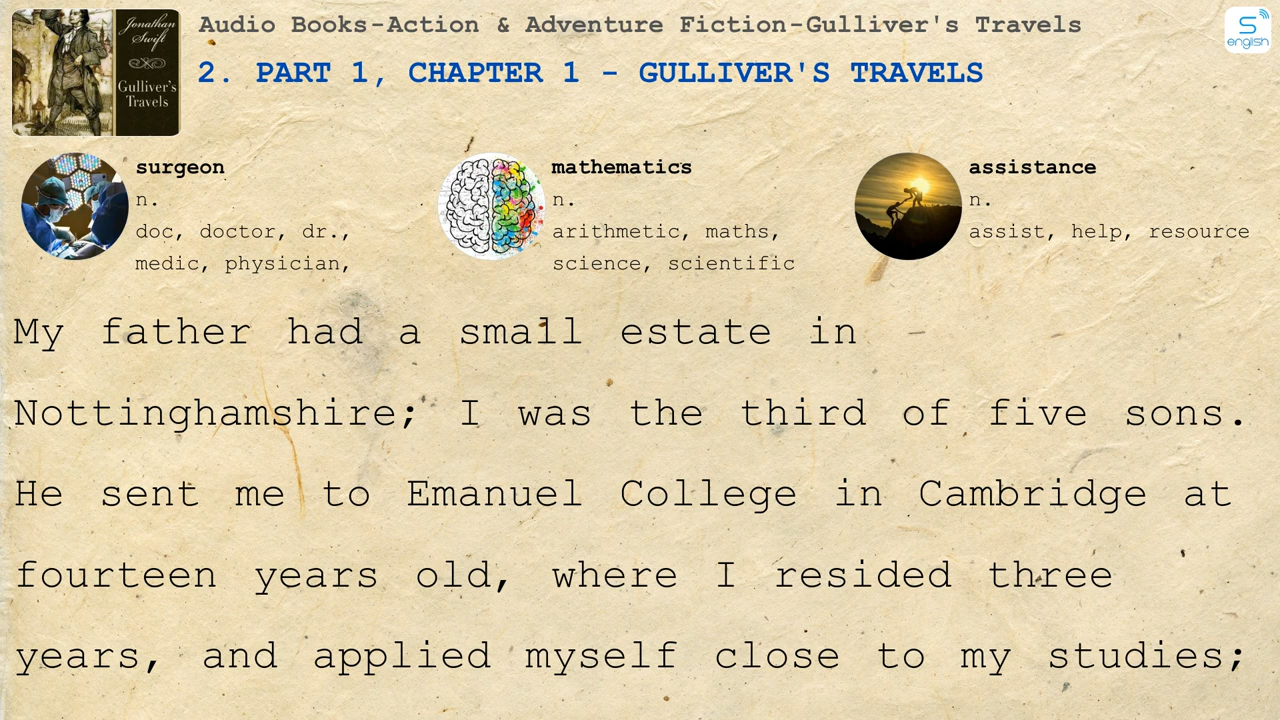 Jonathan
Swift
Gulliver's
Travels
Audio Books-Action & Adventure Fiction-Gulliver's Travels
S
english
2. PART 1, CHAPTER 1 - GULLIVER'S TRAVELS
surgeon
n.
doc, doctor, dr.,
medic, physician,
mathematics
n.
arithmetic, maths,
science, scientific
assistance
n.
assist, help, resource
My father had a small estate in
Nottinghamshire; I was the third of five sons.
He sent me to Emanuel College in Cambridge at
fourteen years old, where I resided three
years, and applied myself close to my studies;